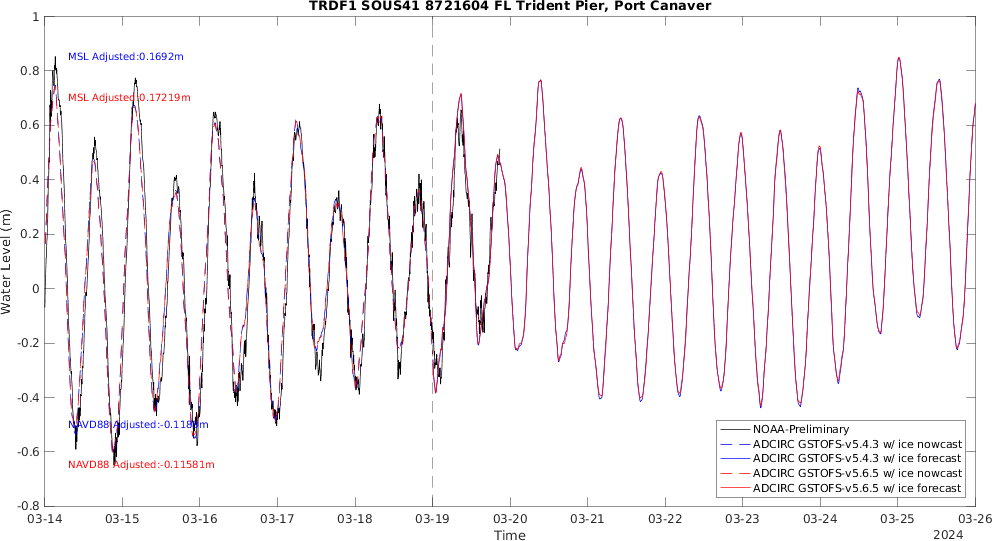 TRDF1 SOUS41 8721604 FL Trident Pier, Port Canaver
Water Level (m)
1
0.8
0.6
0.4
0.2
0
-0.2
-0.4
-0.6
-0.8
MSL Adjusted:0.1692m
MSL Adjusted:0.17219m
NAVD88 Adjusted:-0.1188m
NAVD88 Adjusted:-0.11581m
NOAA-Preliminary
ADCIRC GSTOFS-v5.4.3 w/ ice nowcast
ADCIRC GSTOFS-v5.4.3 w/ ice forecast
ADCIRC GSTOFS-v5.6.5 w/ ice nowcast
ADCIRC GSTOFS-v5.6.5 w/ ice forecast
03-14 03-15 03-16 03-17 03-18 03-19 03-20 03-21 03-22 03-23 03-24 03-25 03-26
Time
2024